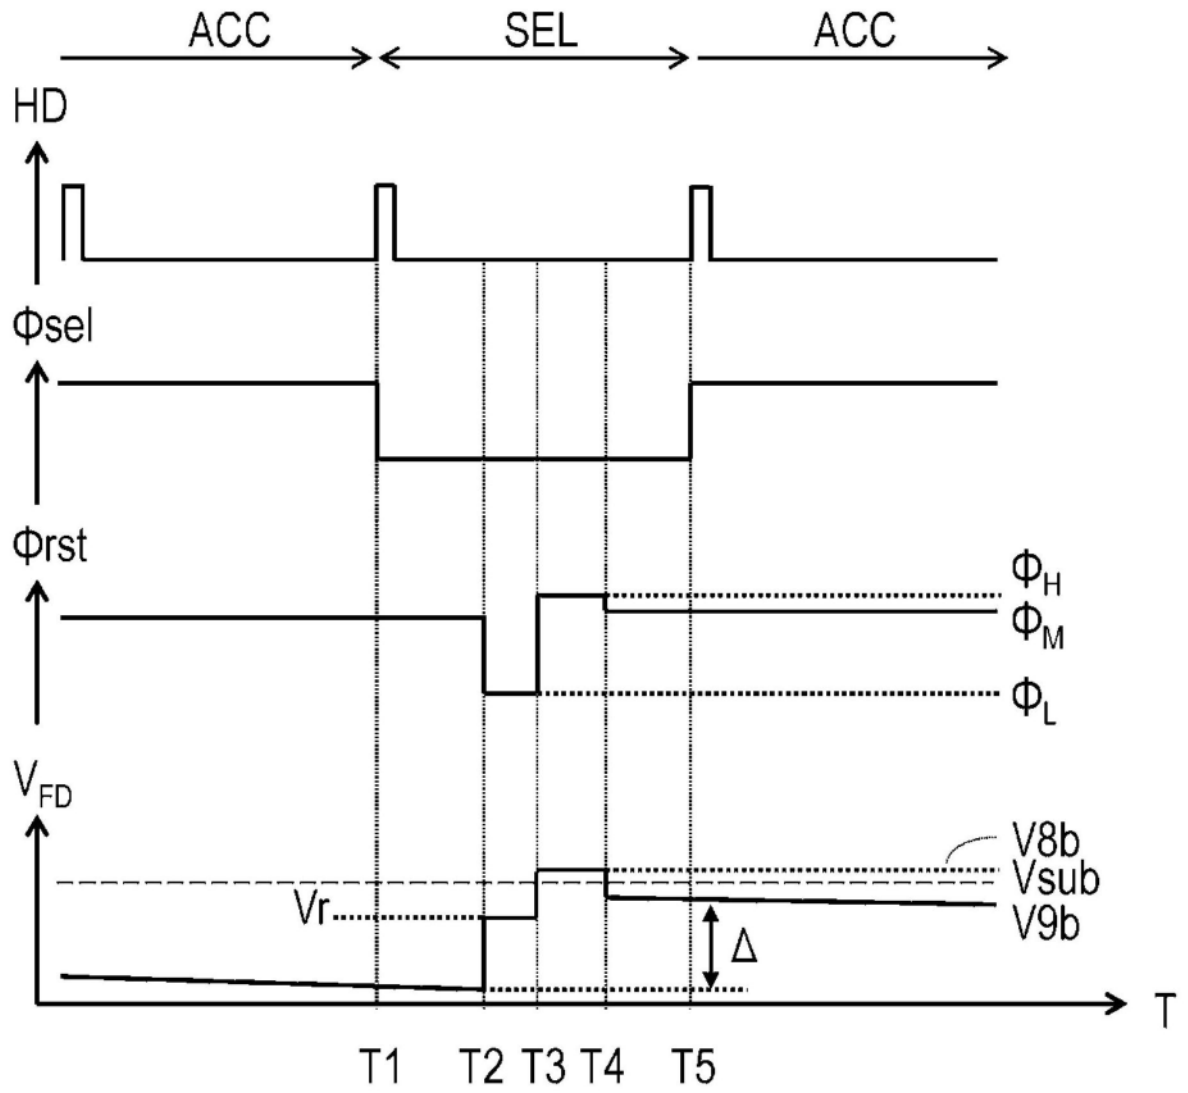 ACC SEL ACC
HD
Φsel
Φrst
ΦH
ΦM
ΦL
VFD
V8b
Vsub
Vr
V9b
Δ
T
T1 T2 T3 T4 T5